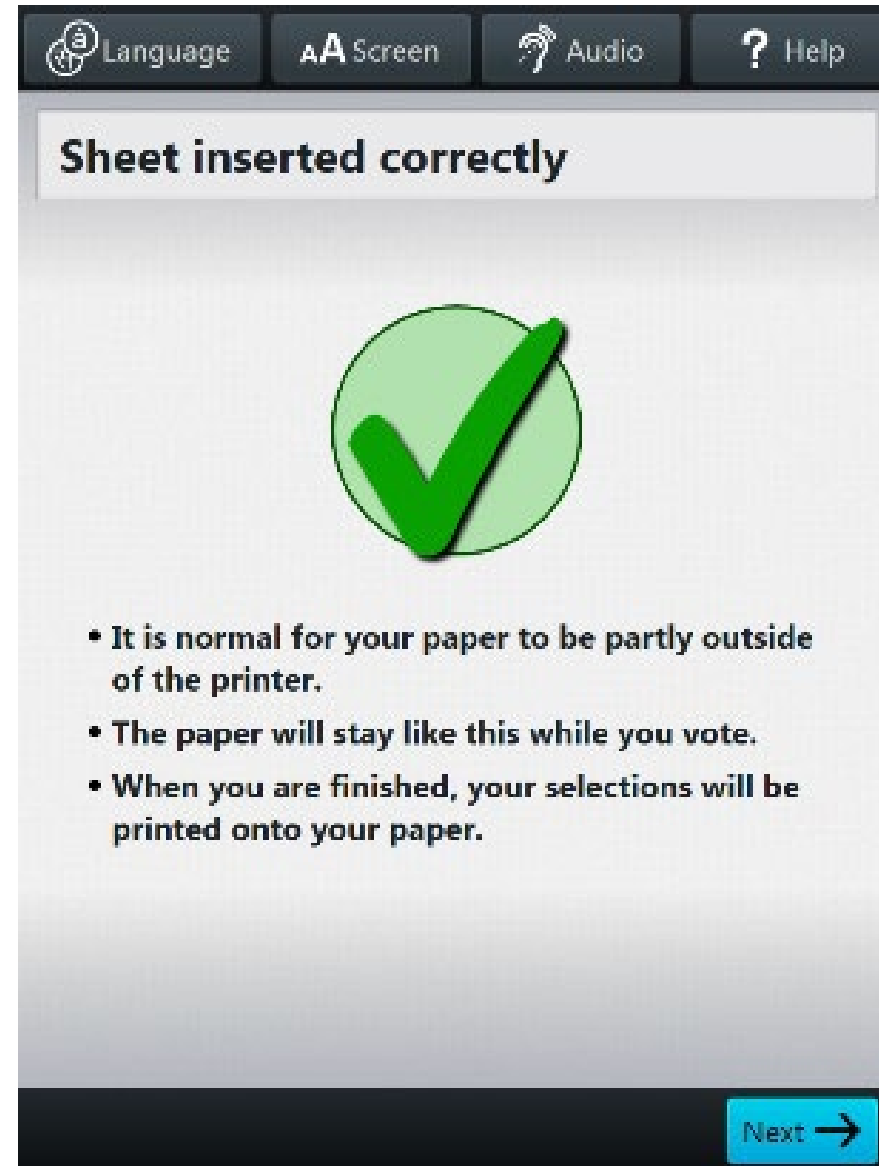 Language AA Screen Audio ? Help
Sheet inserted correctly
• It is normal for your paper to be partly outside
of the printer.
• The paper will stay like this while you vote.
• When you are finished, your selections will be
printed onto your paper.
Next →